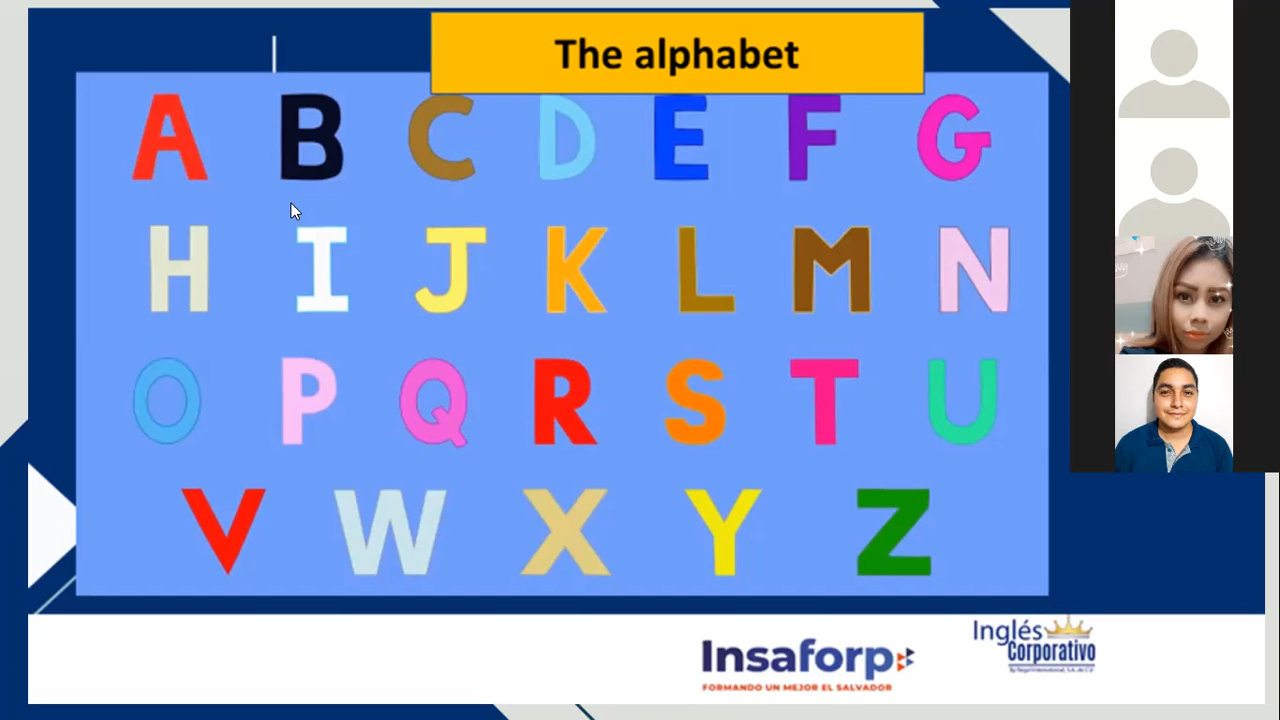 The alphabet
A B C D E F G
H I J K L M N
O P Q R S T U
V W X Y Z
Insaforp
FORMANDO UN MEJOR EL SALVADOR
Inglés
Corporativo